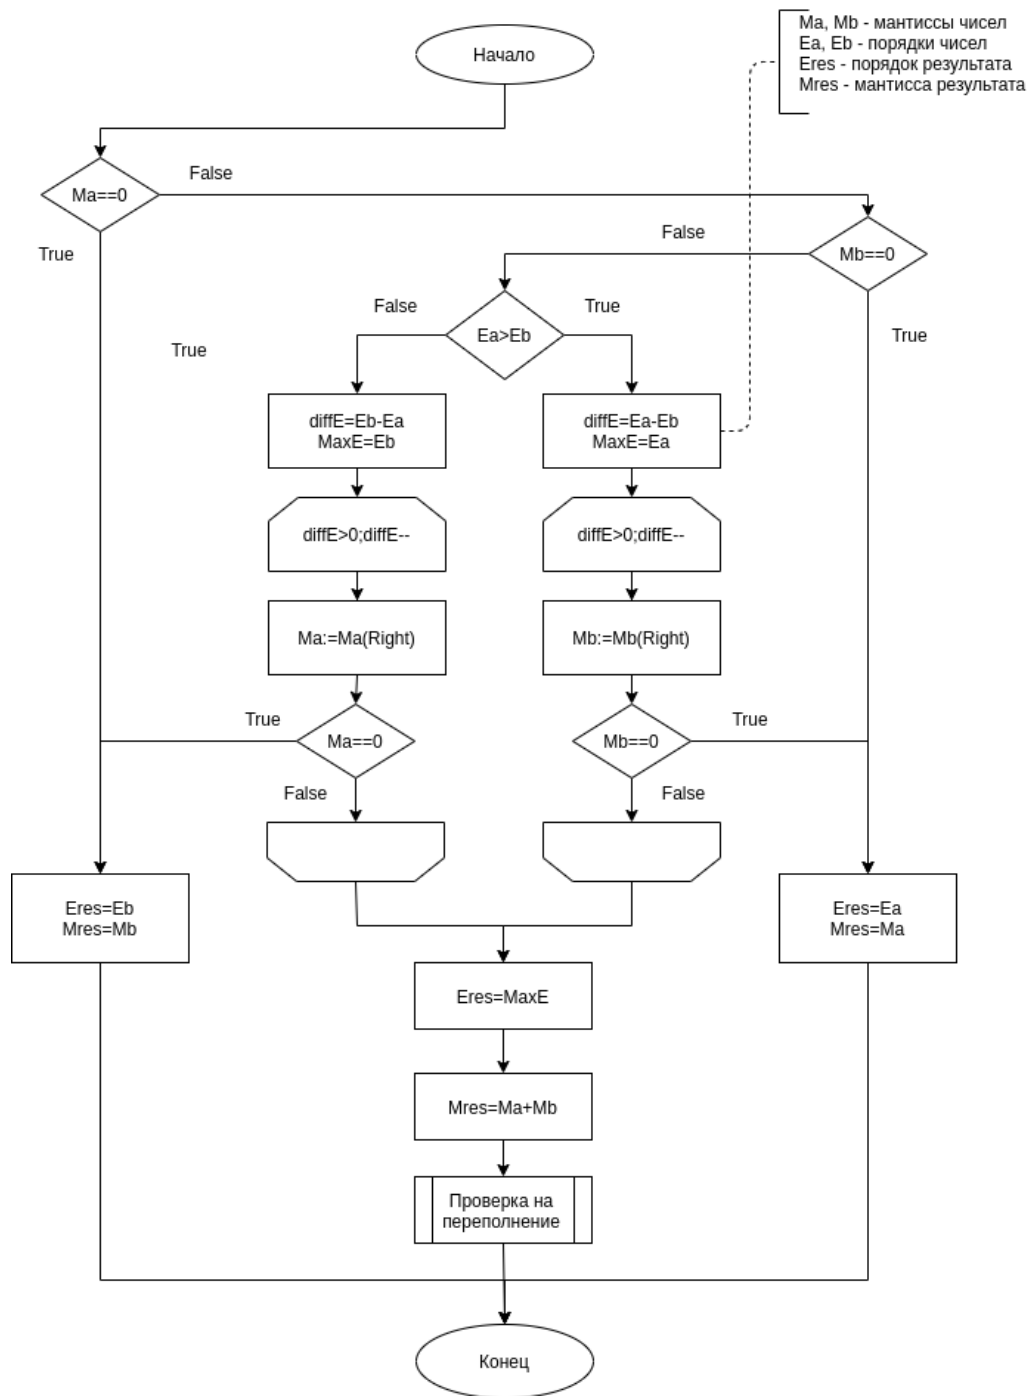 Начало
Ma, Mb - мантиссы чисел
Ea, Eb - порядки чисел
Eres - порядок результата
Mres - мантисса результата
Ma==0
False
True
Mb==0
False
True
Ea>Eb
False
True
True
diffE=Eb-Ea
MaxE=Eb
diffE=Ea-Eb
MaxE=Ea
diffE>0;diffE--
diffE>0;diffE--
Ma:=Ma(Right)
Mb:=Mb(Right)
True
Ma==0
Mb==0
True
False
False
Eres=Eb
Mres=Mb
Eres=Ea
Mres=Ma
Eres=MaxE
Mres=Ma+Mb
Проверка на
переполнение
Конец